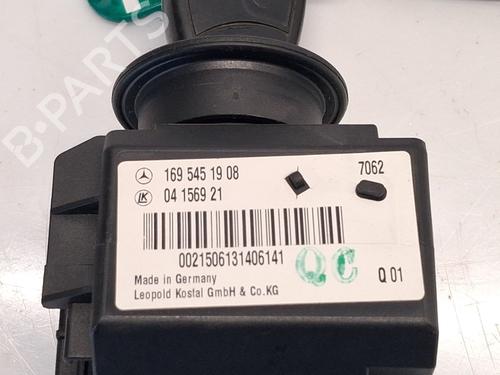 B-PARTS
169 545 19 08
7062
LK
04 1569 21
0021506131406141
QC
Made in Germany
Leopold Kostal GmbH & Co.KG
Q 01